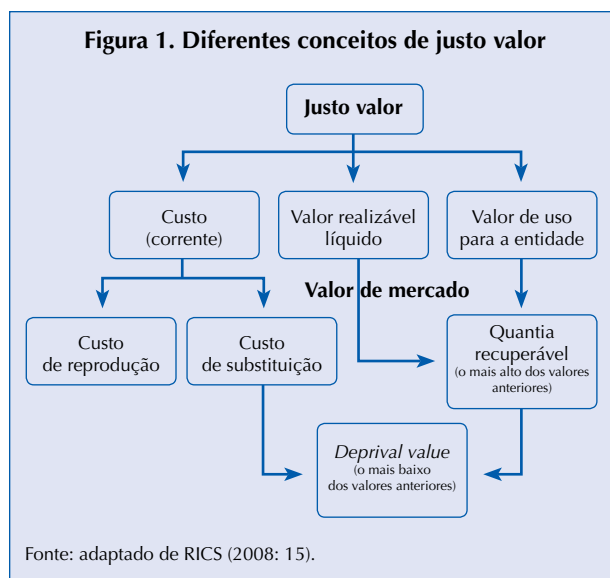 Figura 1. Diferentes conceitos de justo valor
Justo valor
Custo
(corrente)
Valor realizável
líquido
Valor de uso
para a entidade
Valor de mercado
Custo
de reprodução
Custo
de substituição
Quantia
recuperável
(o mais alto dos valores
anteriores)
Deprival value
(o mais baixo
dos valores anteriores)
Fonte: adaptado de RICS (2008: 15).